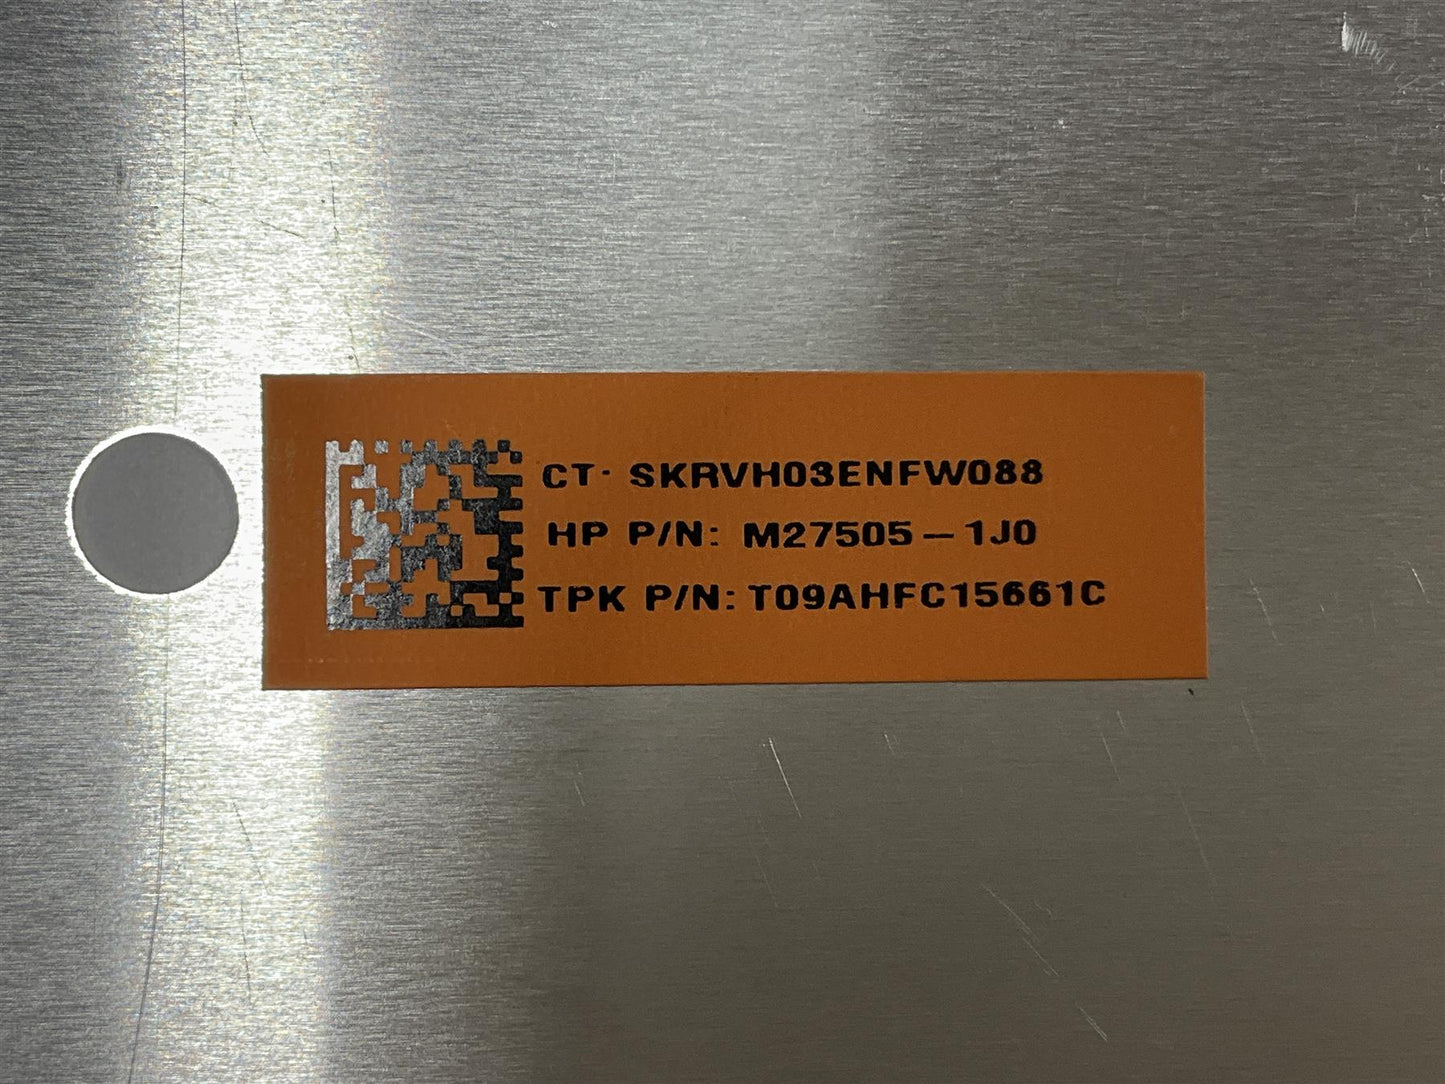 CT: SKRVH03ENFW088
HP P/N: M27505-1J0
TPK P/N: T09AHFC15661C